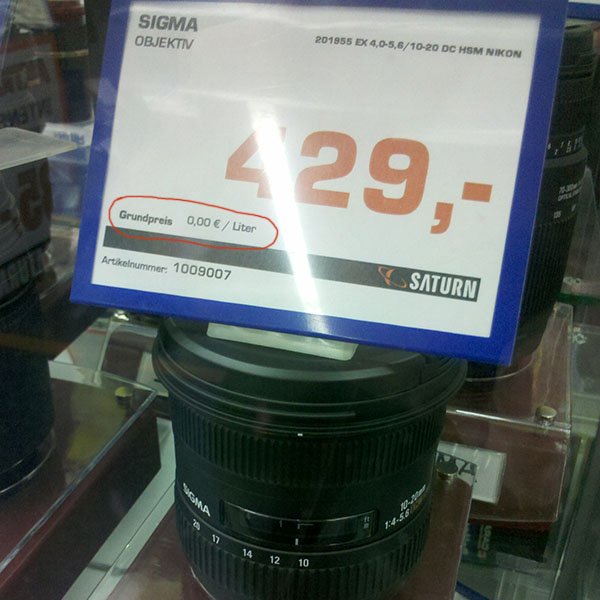 SIGMA
OBJEKTIV
201955 EX 4,0-5,6/10-20 DC HSM NIKON
429,-
Grundpreis 0,00 € / Liter
Artikelnummer: 1009007
SATURN
SIGMA
10-20mm
1:4-5.6
20 17 14 12 10